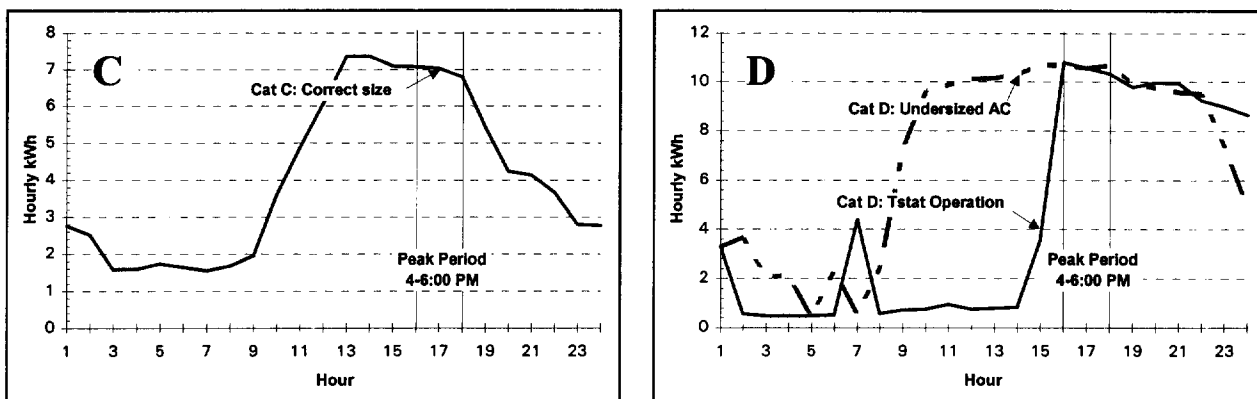 C
8
7
6
5
4
3
2
1
0
Hourly kWh
Cat C: Correct size
Peak Period
4-6:00 PM
1 3 5 7 9 11 13 15 17 19 21 23
Hour
D
12
10
8
6
4
2
0
Hourly kWh
Cat D: Undersized AC
Cat D: Tstat Operation
Peak Period
4-6:00 PM
1 3 5 7 9 11 13 15 17 19 21 23
Hour